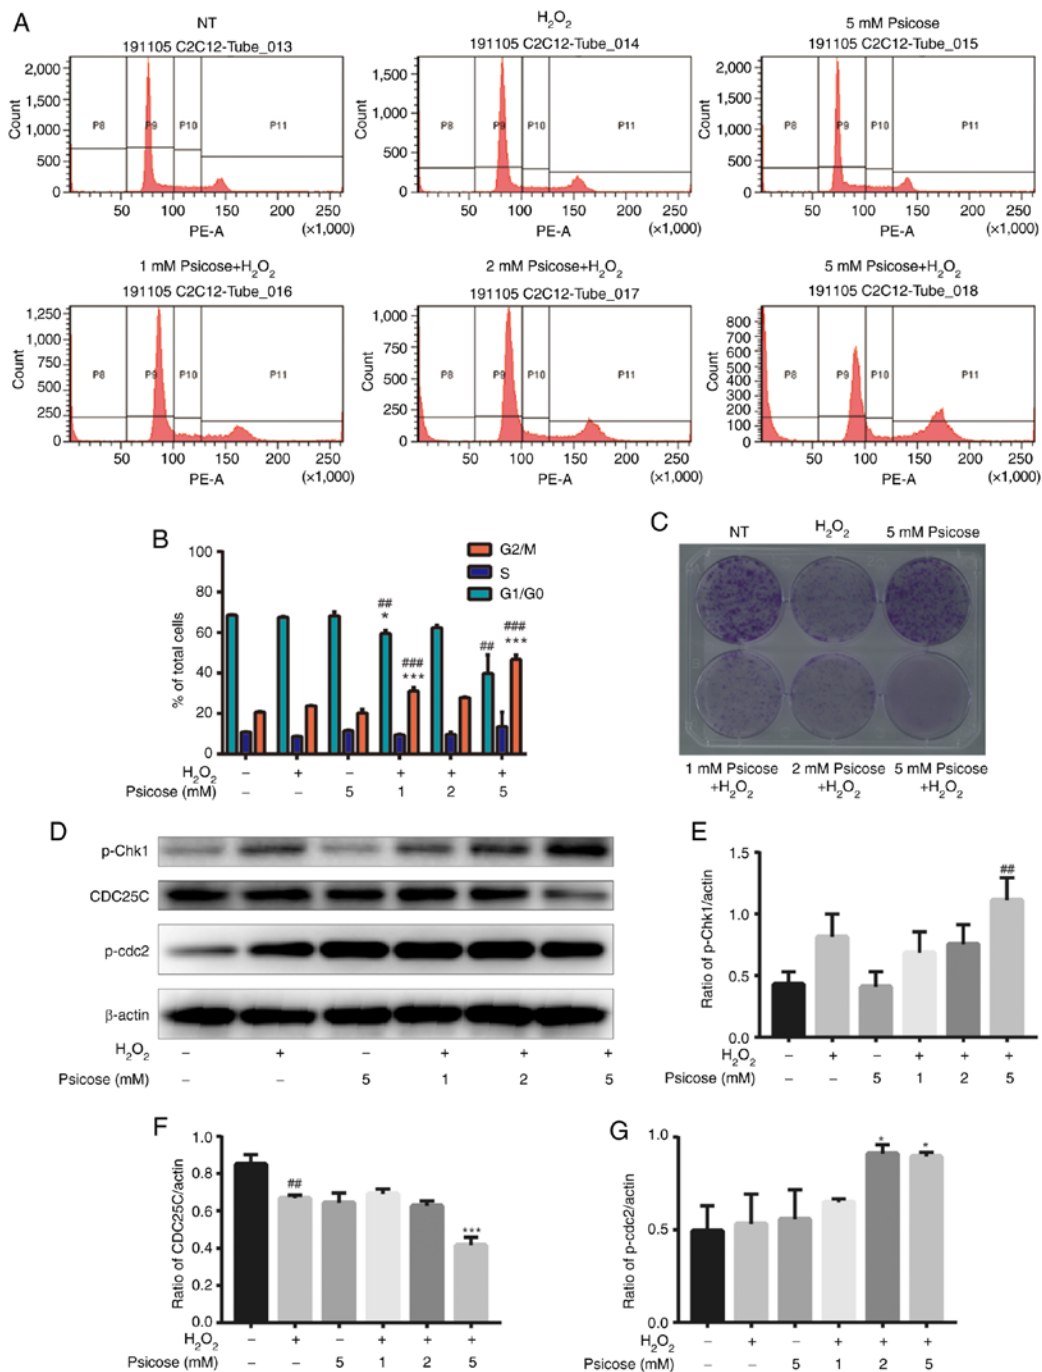 A
NT
H₂O₂
5 mM Psicose
191105 C2C12-Tube_013
191105 C2C12-Tube_014
191105 C2C12-Tube_015
Count
2,000
1,500
1,000
500
0
P8
P9
P10
P11
50 100 150 200 250
PE-A
(×1,000)
Count
1,500
1,000
500
0
P8
P9
P10
P11
50 100 150 200 250
PE-A
(×1,000)
Count
2,000
1,500
1,000
500
0
P8
P9
P10
P11
50 100 150 200 250
PE-A
(×1,000)
1 mM Psicose+H₂O₂
2 mM Psicose+H₂O₂
5 mM Psicose+H₂O₂
191105 C2C12-Tube_016
191105 C2C12-Tube_017
191105 C2C12-Tube_018
Count
1,250
1,000
750
500
250
0
P8
P9
P10
P11
50 100 150 200 250
PE-A
(×1,000)
Count
1,000
750
500
250
0
P8
P9
P10
P11
50 100 150 200 250
PE-A
(×1,000)
Count
800
700
600
500
400
300
200
100
0
P8
P9
P10
P11
50 100 150 200 250
PE-A
(×1,000)
B
% of total cells
100
80
60
40
20
0
G2/M
S
G1/G0
##
*
###
***
##
###
***
H₂O₂ – + – + + +
Psicose (mM) – – 5 1 2 5
C
NT
H₂O₂
5 mM Psicose
1 mM Psicose
+H₂O₂
2 mM Psicose
+H₂O₂
5 mM Psicose
+H₂O₂
D
p-Chk1
CDC25C
p-cdc2
β-actin
H₂O₂ – + – + + +
Psicose (mM) – – 5 1 2 5
E
Ratio of p-Chk1/actin
1.5
1.0
0.5
0.0
##
H₂O₂ – + – + + +
Psicose (mM) – – 5 1 2 5
F
Ratio of CDC25C/actin
1.0
0.8
0.6
0.4
0.2
0.0
##
***
H₂O₂ – + – + + +
Psicose (mM) – – 5 1 2 5
G
Ratio of p-cdc2/actin
1.0
0.5
0.0
*
*
H₂O₂ – + – + + +
Psicose (mM) – – 5 1 2 5